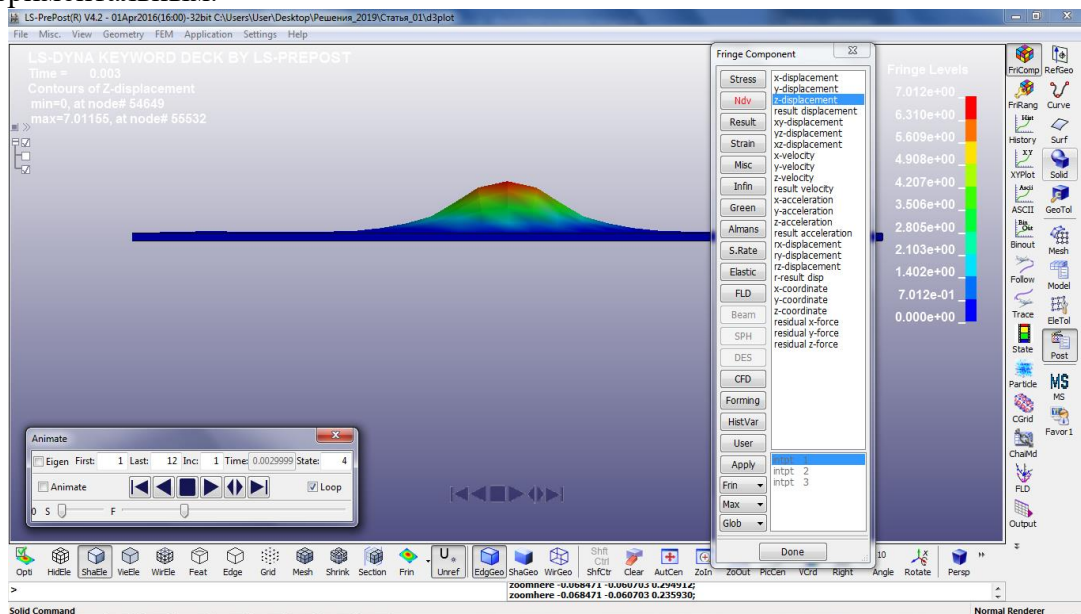 LS-PrePost(R) V4.2 - 01Apr2016(16:00)-32bit C:\Users\User\Desktop\Решения_2019\Статья_01\d3plot
File Misc. View Geometry FEM Application Settings Help
LS-DYNA KEYWORD DECK BY LS-PREPOST
Time = 0.003
Contours of Z-displacement
min=0, at node# 54649
max=7.01155, at node# 55532
Fringe Component
Stress
Ndv
Result
Strain
Misc
Infin
Green
Almans
S.Rate
Elastic
FLD
Beam
SPH
DES
CFD
Forming
HistVar
User
Apply
Frin
Max
Glob
x-displacement
y-displacement
z-displacement
result displacement
xy-displacement
yz-displacement
xz-displacement
x-velocity
y-velocity
z-velocity
result velocity
x-acceleration
y-acceleration
z-acceleration
result acceleration
rx-displacement
ry-displacement
rz-displacement
r-result disp
x-coordinate
y-coordinate
z-coordinate
residual x-force
residual y-force
residual z-force
intpt 1
intpt 2
intpt 3
Done
Fringe Levels
7.012e+00
6.310e+00
5.609e+00
4.908e+00
4.207e+00
3.506e+00
2.805e+00
2.103e+00
1.402e+00
7.012e-01
0.000e+00
FriComp RefGeo
FriRang Curve
History Surf
XYPlot Solid
ASCII GeoTol
Binout Mesh
Follow Model
Trace EleTol
State Post
Particle MS
CGrid Favor1
ChaiMd
FLD
Output
Animate
Eigen First: 1 Last: 12 Inc: 1 Time: 0.0029999 State: 4
Animate Loop
0 S F
Opti HidEle ShaEle VieEle WirEle Feat Edge Grid Mesh Shrink Section Frin Unref EdgGeo ShaGeo WirGeo ShfCtr Clear AutCen ZoIn ZoOut PicCen VCrd Right Angle Rotate Persp
zoomhere -0.068471 -0.060703 0.294912;
> zoomhere -0.068471 -0.060703 0.235930;
Solid Command Normal Renderer